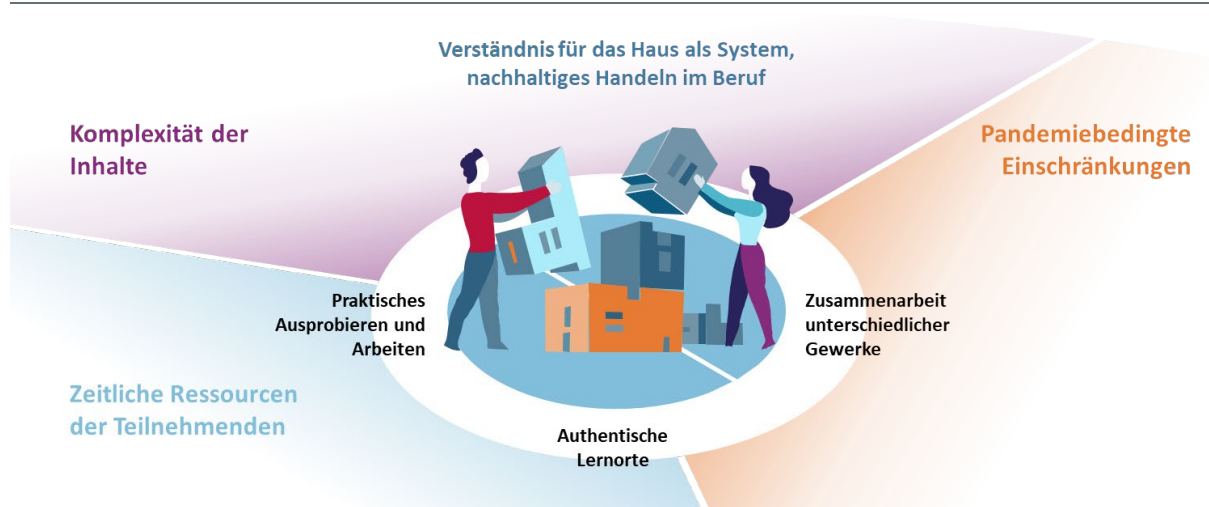 Verständnis für das Haus als System,
nachhaltiges Handeln im Beruf
Komplexität der
Inhalte
Pandemiebedingte
Einschränkungen
Praktisches
Ausprobieren und
Arbeiten
Zusammenarbeit
unterschiedlicher
Gewerke
Zeitliche Ressourcen
der Teilnehmenden
Authentische
Lernorte